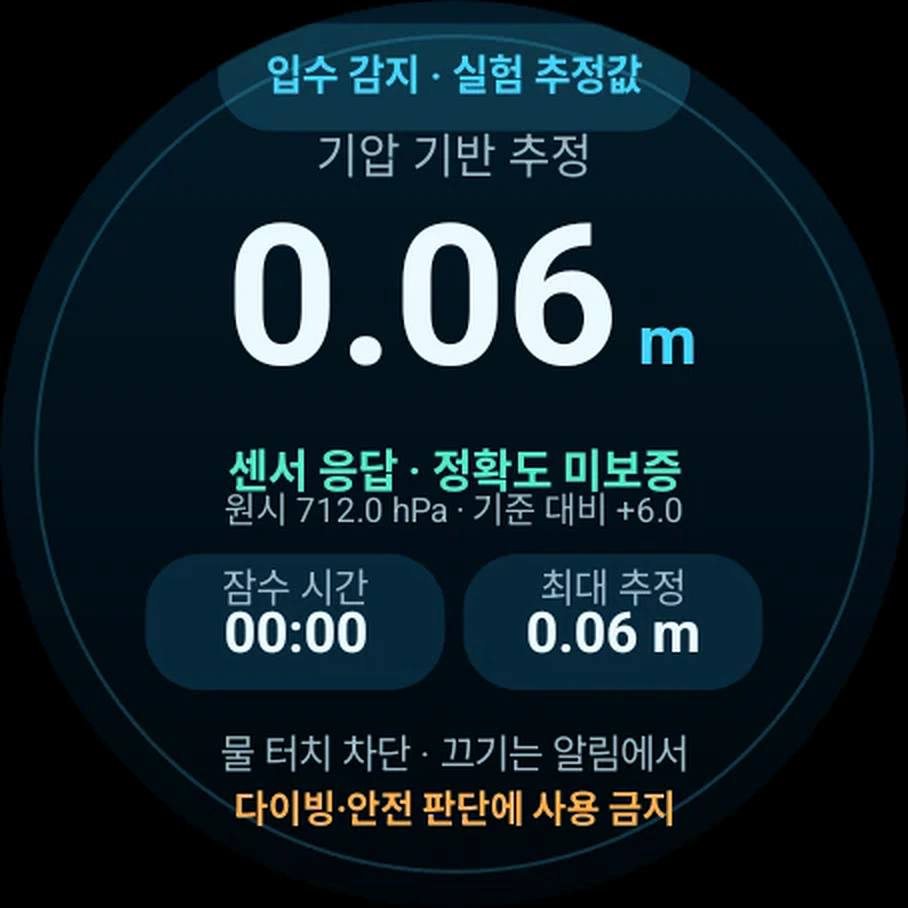 입수 감지 · 실험 추정값
기압 기반 추정
0.06 m
센서 응답 · 정확도 미보증
원시 712.0 hPa · 기준 대비 +6.0
잠수 시간
00:00
최대 추정
0.06 m
물 터치 차단 · 끄기는 알림에서
다이빙·안전 판단에 사용 금지